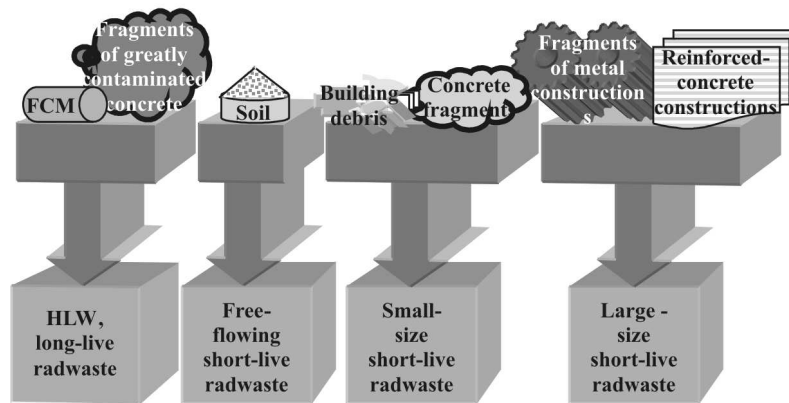 Fragments
of greatly
contaminated
concrete
FCM
Soil
Building
debris
Concrete
fragment
Fragments
of metal
construction
s
Reinforced-
concrete
constructions
HLW,
long-live
radwaste
Free-
flowing
short-live
radwaste
Small-
size
short-live
radwaste
Large -
size
short-live
radwaste